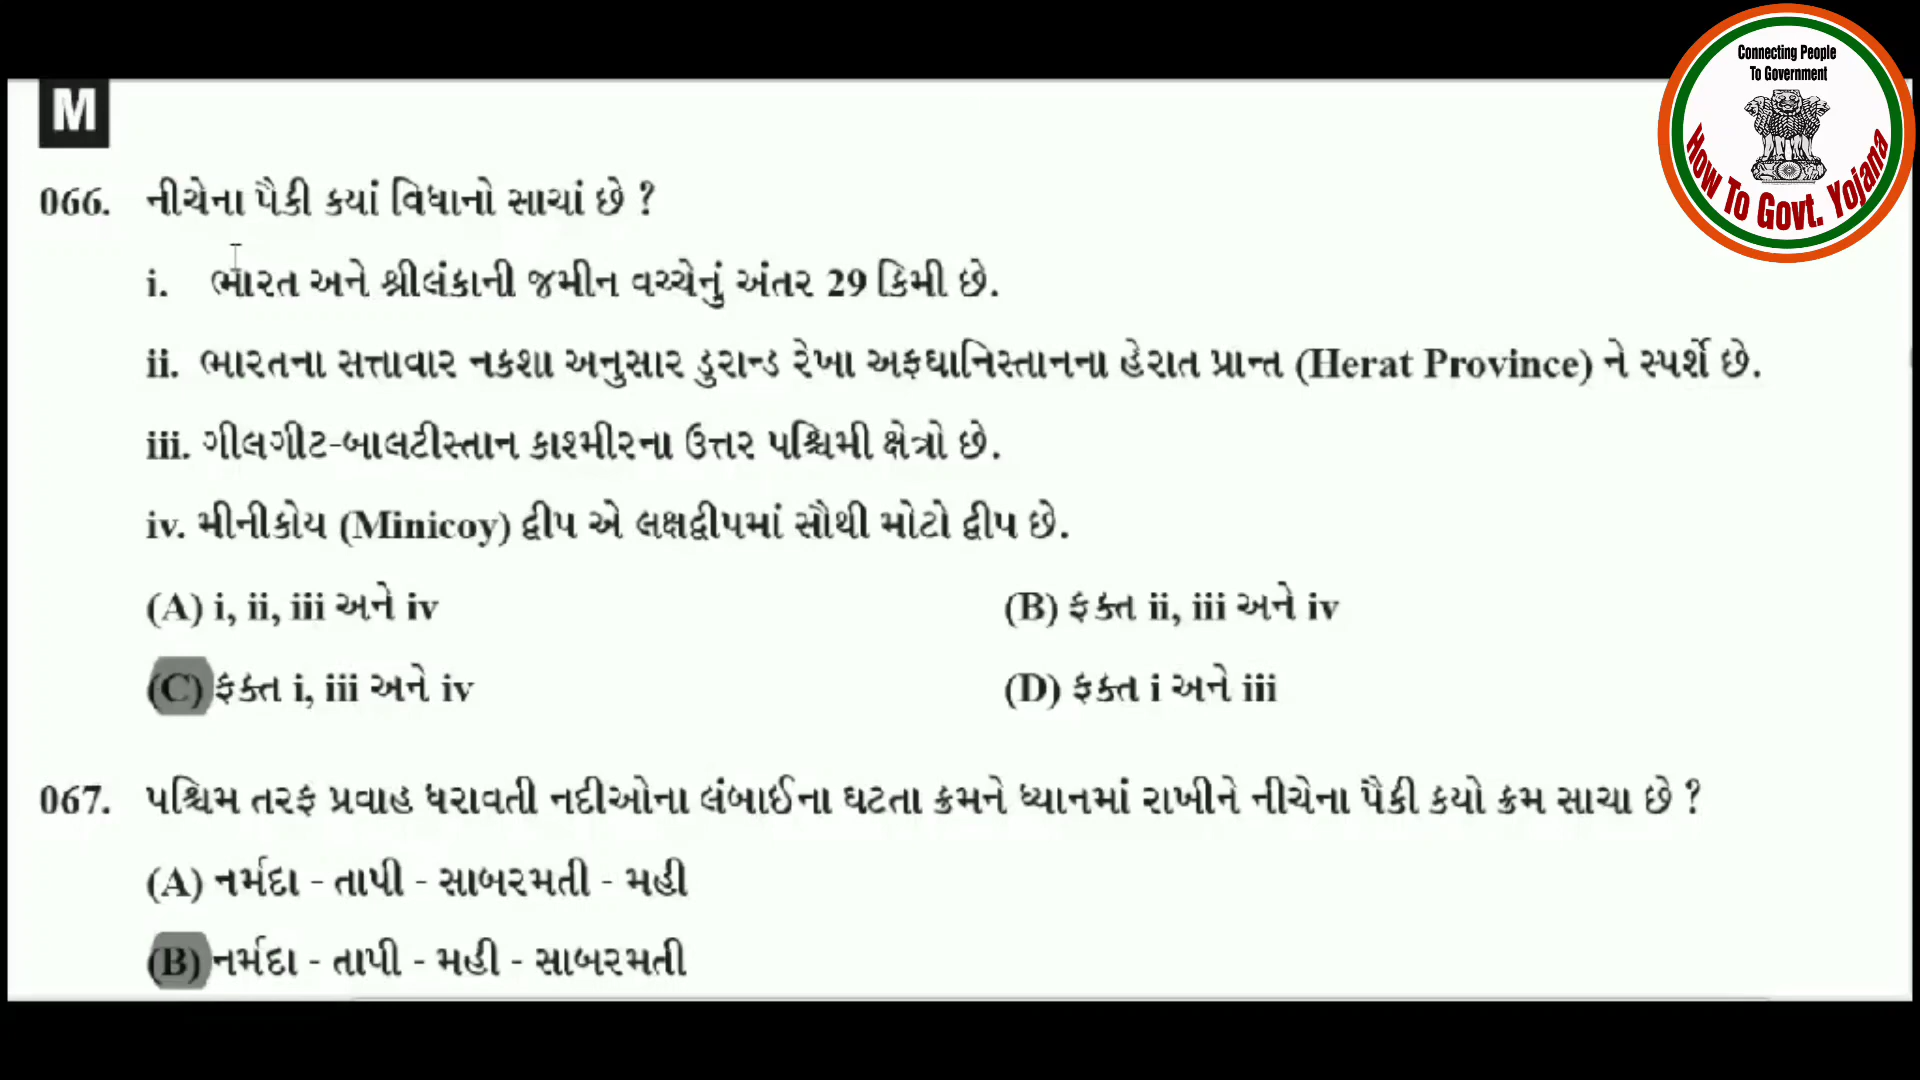 Connecting People
To Government
How To Govt. Yojana
M
066. નીચેના પૈકી કયાં વિધાનો સાચાં છે ?
i. ભારત અને શ્રીલંકાની જમીન વચ્ચેનું અંતર 29 કિમી છે.
ii. ભારતના સત્તાવાર નકશા અનુસાર ડુરાન્ડ રેખા અફઘાનિસ્તાનના હેરાત પ્રાન્ત (Herat Province) ને સ્પર્શે છે.
iii. ગીલગીટ-બાલટીસ્તાન કાશ્મીરના ઉત્તર પશ્ચિમી ક્ષેત્રો છે.
iv. મીનીકોય (Minicoy) દ્વીપ એ લક્ષદ્વીપમાં સૌથી મોટો દ્વીપ છે.
(A) i, ii, iii અને iv
(B) ફક્ત ii, iii અને iv
(C) ફક્ત i, iii અને iv
(D) ફક્ત i અને iii
067. પશ્ચિમ તરફ પ્રવાહ ધરાવતી નદીઓના લંબાઈના ઘટતા ક્રમને ધ્યાનમાં રાખીને નીચેના પૈકી કયો ક્રમ સાચા છે ?
(A) નર્મદા - તાપી - સાબરમતી - મહી
(B) નર્મદા - તાપી - મહી - સાબરમતી